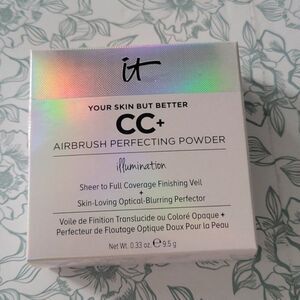 it
YOUR SKIN BUT BETTER
CC+
AIRBRUSH PERFECTING POWDER
illumination
Sheer to Full Coverage Finishing Veil
+
Skin-Loving Optical-Blurring Perfector
Voile de Finition Translucide ou Coloré Opaque +
Perfecteur de Floutage Optique Doux Pour la Peau
Net Wt. 0.33 oz. ℮ 9.5 g